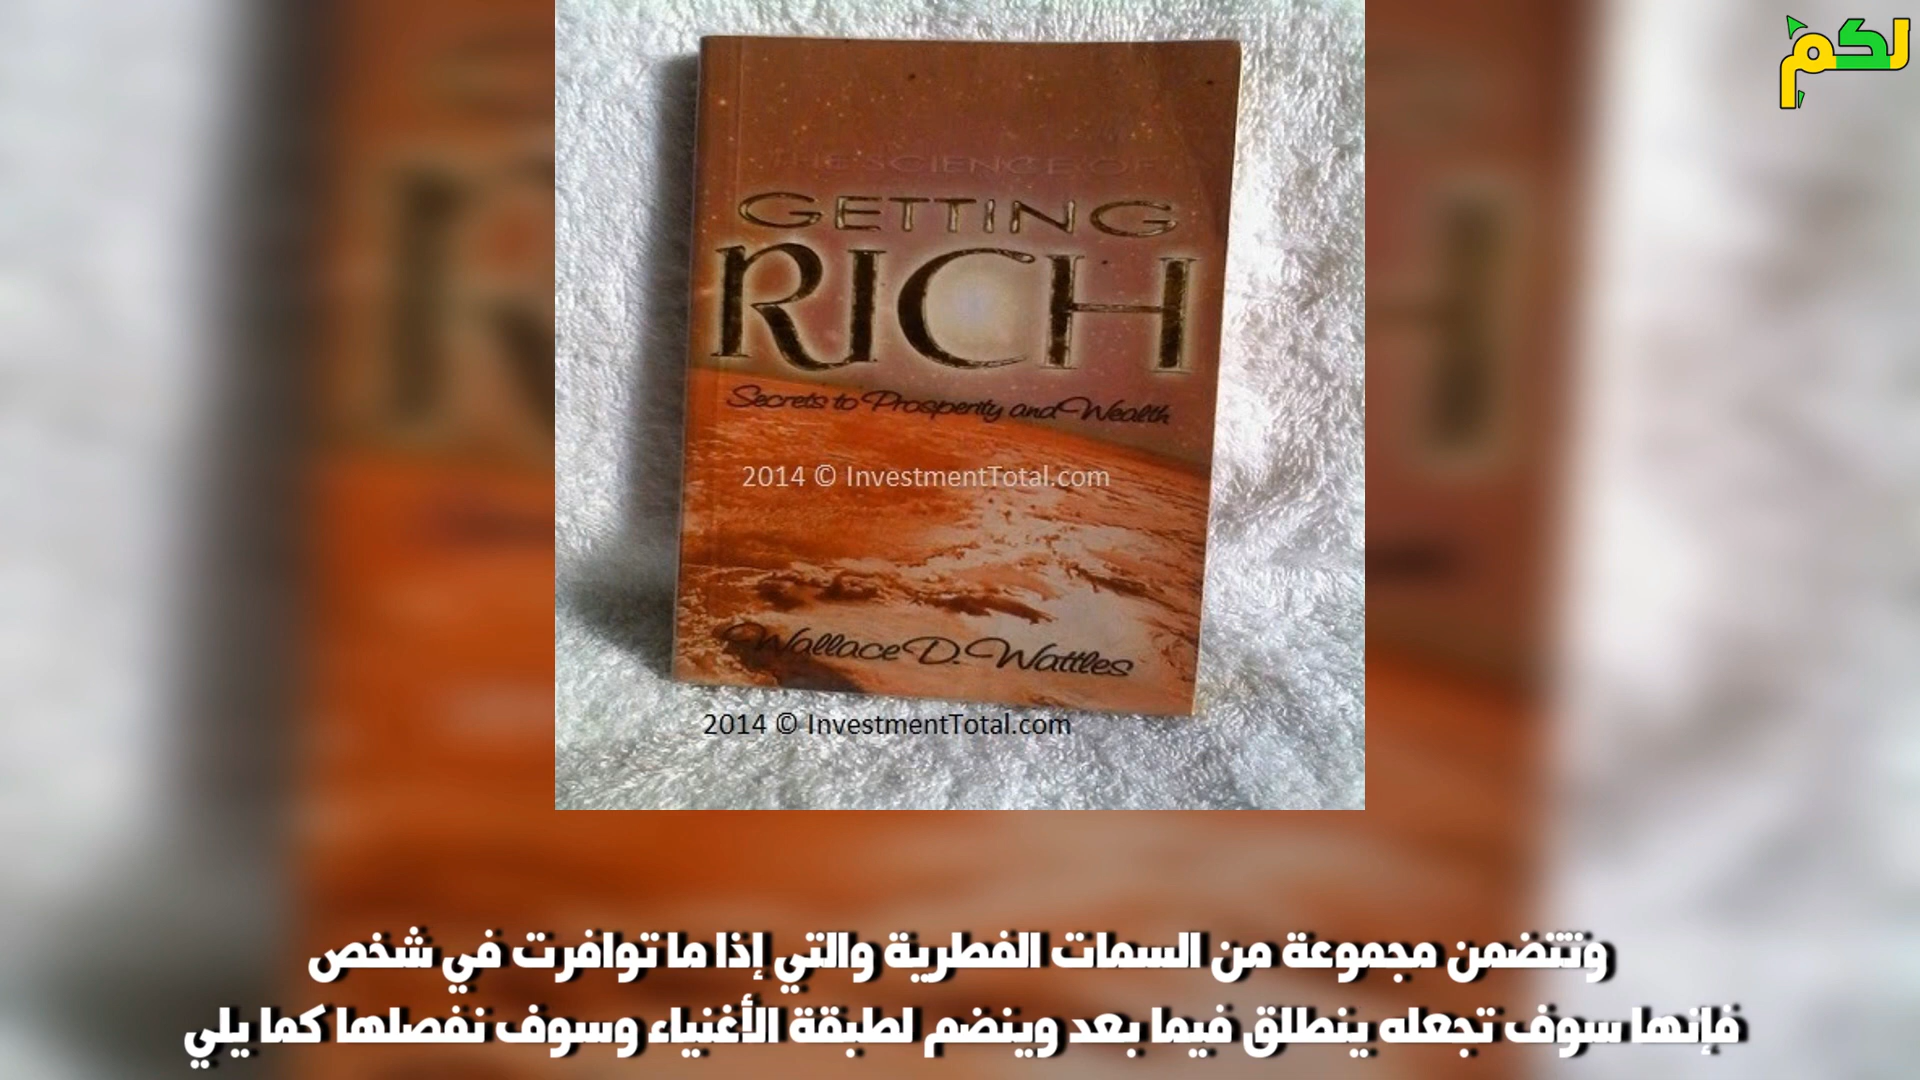 لكم
THE SCIENCE OF
GETTING
RICH
Secrets to Prosperity and Wealth
2014 © InvestmentTotal.com
Wallace D. Wattles
2014 © InvestmentTotal.com
وتتضمن مجموعة من السمات الفطرية والتي إذا ما توافرت في شخص
فإنها سوف تجعله ينطلق فيما بعد وينضم لطبقة الأغنياء وسوف نفصلها كما يلي